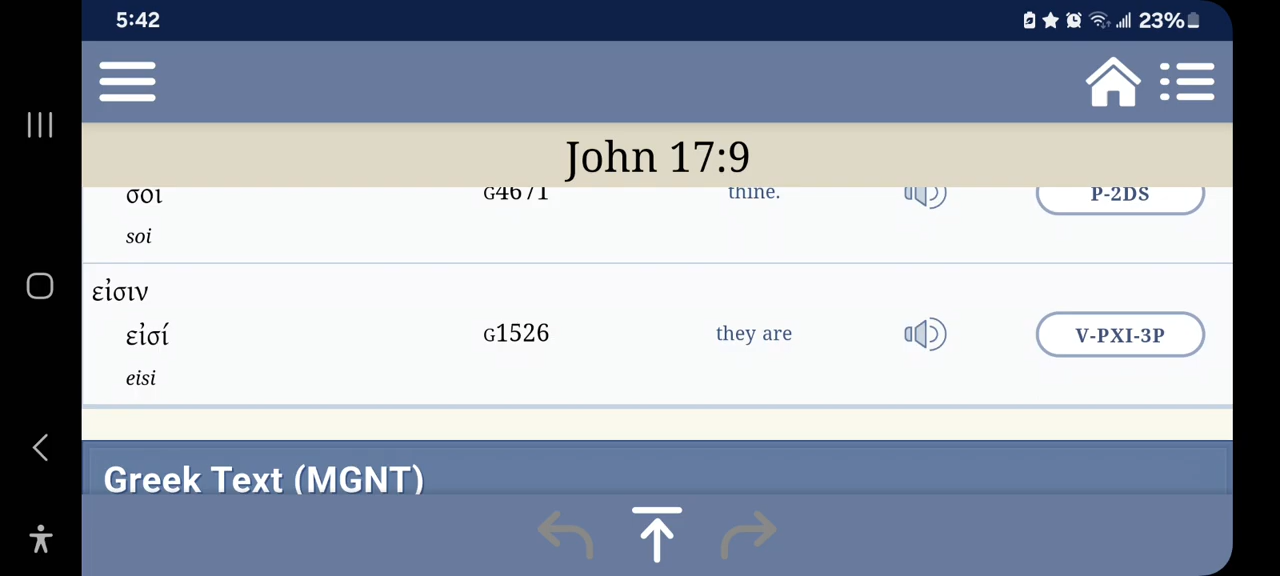 5:42
23%
John 17:9
σοί G4671 thine. P-2DS
soi
εἰσιν
εἰσί G1526 they are V-PXI-3P
eisi
Greek Text (MGNT)